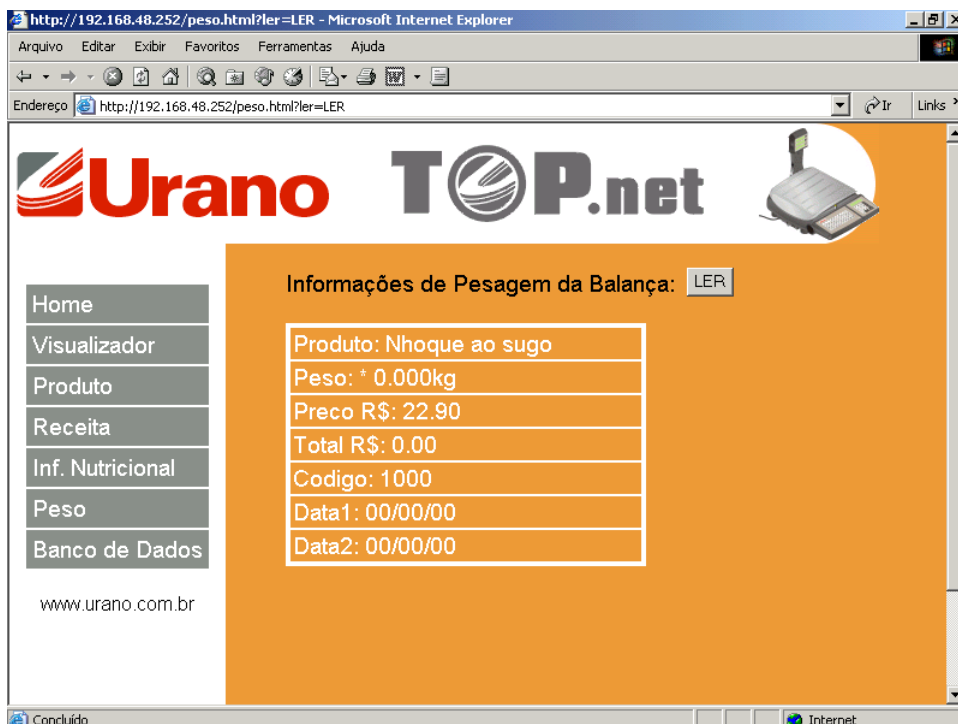 http://192.168.48.252/peso.html?ler=LER - Microsoft Internet Explorer
Arquivo Editar Exibir Favoritos Ferramentas Ajuda
Endereço http://192.168.48.252/peso.html?ler=LER Ir Links
Urano TOP.net
Informações de Pesagem da Balança: LER
Home
Visualizador
Produto
Receita
Inf. Nutricional
Peso
Banco de Dados
www.urano.com.br
Produto: Nhoque ao sugo
Peso: * 0.000kg
Preco R$: 22.90
Total R$: 0.00
Codigo: 1000
Data1: 00/00/00
Data2: 00/00/00
Concluído Internet